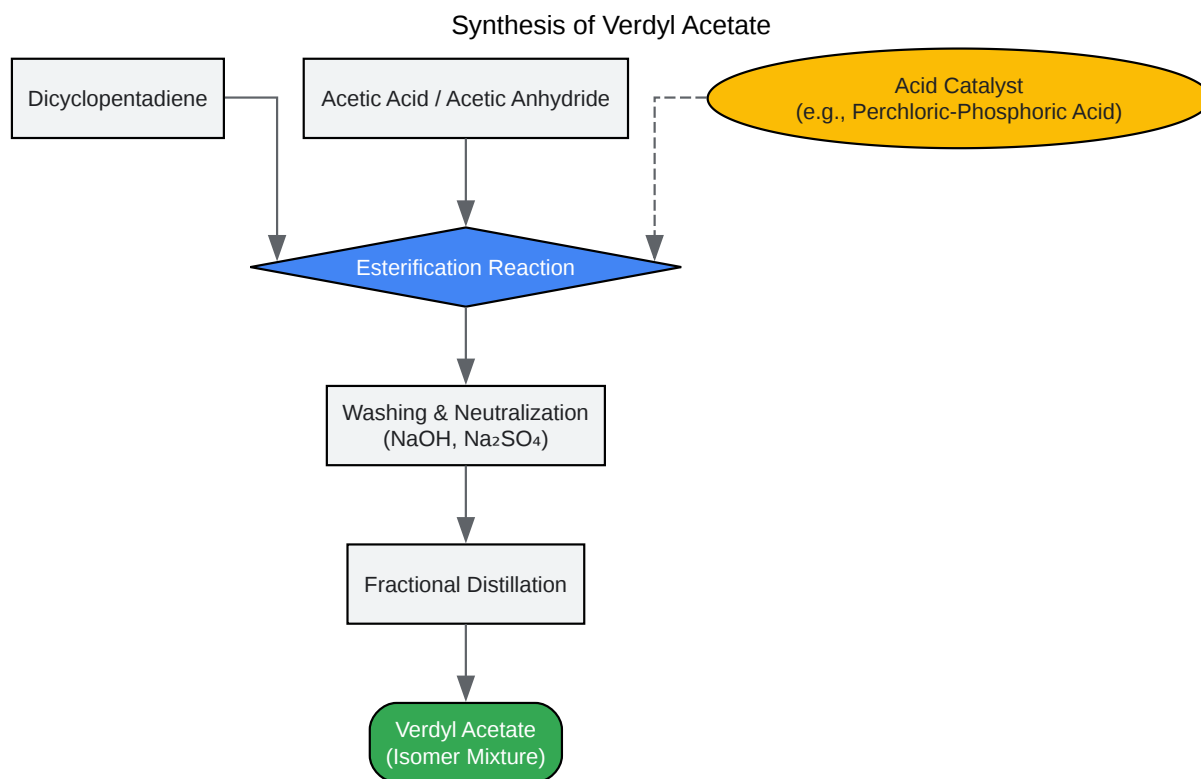 Synthesis of Verdyl Acetate
Dicyclopentadiene
Acetic Acid / Acetic Anhydride
Acid Catalyst
(e.g., Perchloric-Phosphoric Acid)
Esterification Reaction
Washing & Neutralization
(NaOH, Na₂SO₄)
Fractional Distillation
Verdyl Acetate
(Isomer Mixture)